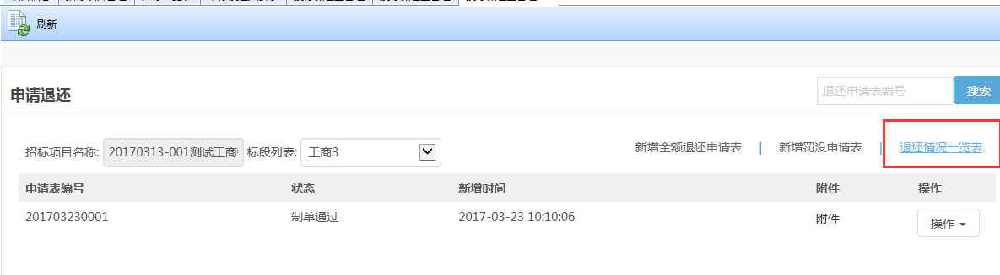 刷新
申请退还
退还申请表编号 搜索
招标项目名称: 20170313-001测试工商 标段列表: 工商3 新增全额退还申请表 | 新增罚没申请表 | 退还情况一览表
申请表编号 状态 新增时间 附件 操作
201703230001 制单通过 2017-03-23 10:10:06 附件 操作